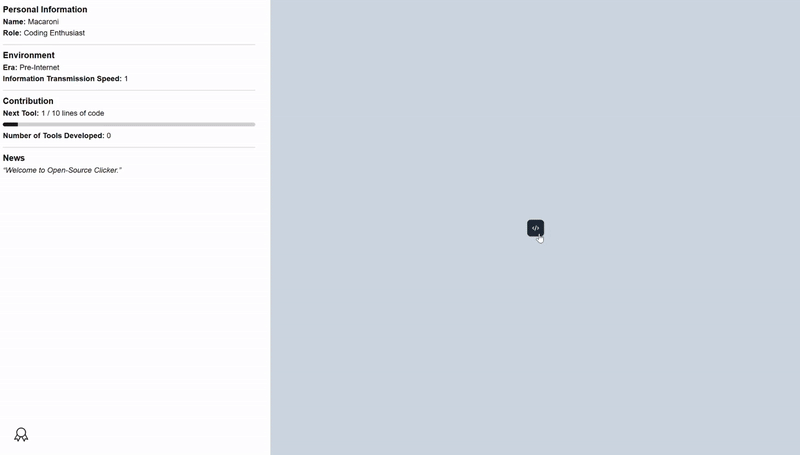 Personal Information
Name: Macaroni
Role: Coding Enthusiast
Environment
Era: Pre-Internet
Information Transmission Speed: 1
Contribution
Next Tool: 1 / 10 lines of code
Number of Tools Developed: 0
News
"Welcome to Open-Source Clicker."